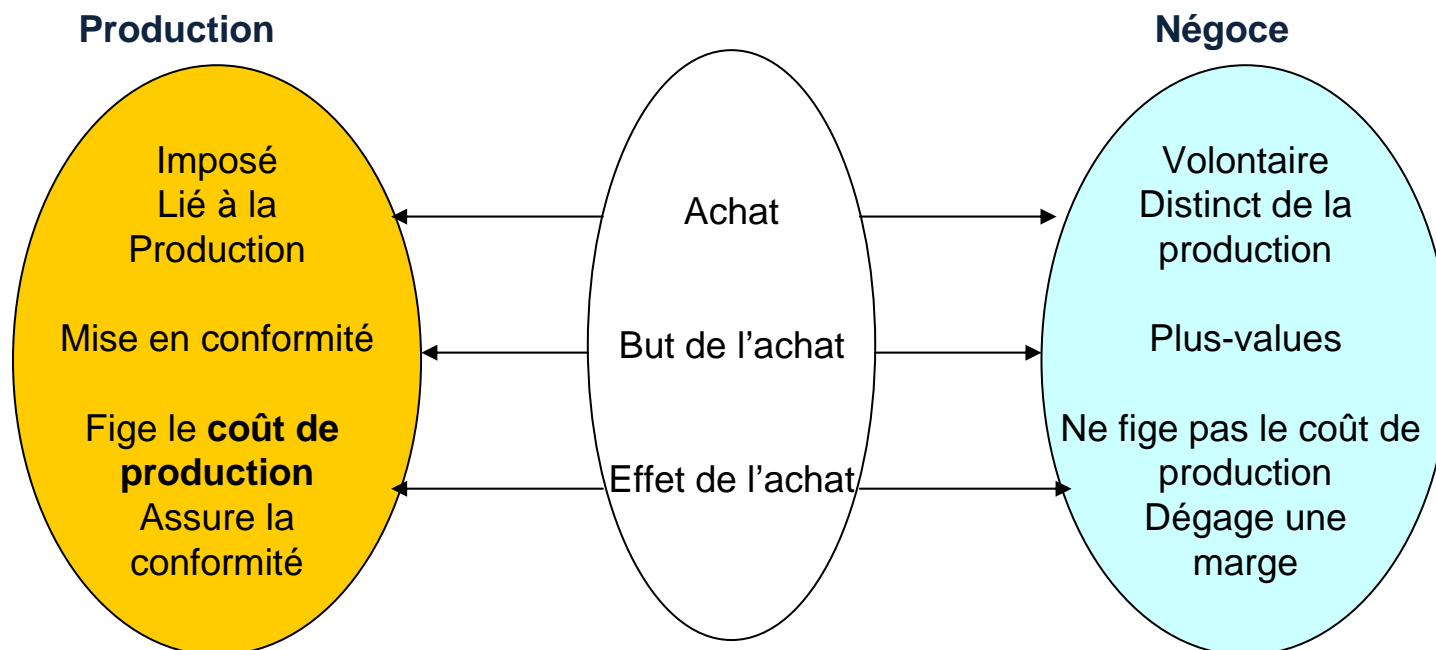 Production
Négoce
Imposé
Lié à la
Production
Mise en conformité
Fige le coût de
production
Assure la
conformité
Achat
But de l’achat
Effet de l’achat
Volontaire
Distinct de la
production
Plus-values
Ne fige pas le coût de
production
Dégage une
marge